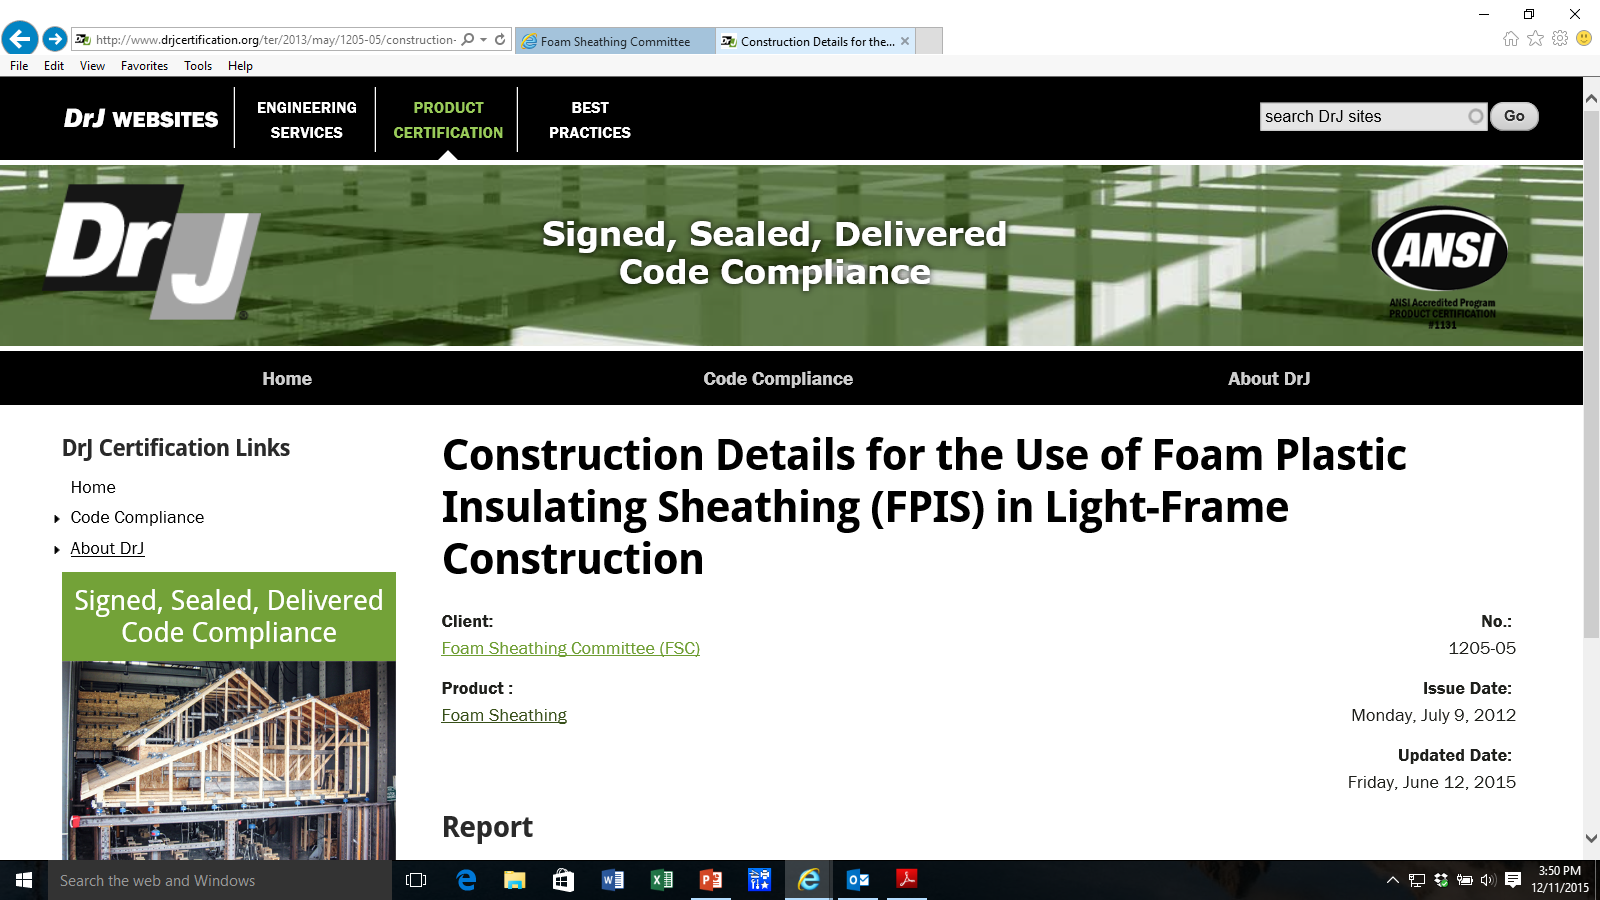 http://www.drjcertification.org/ter/2013/may/1205-05/construction-
Foam Sheathing Committee
Construction Details for the...
File Edit View Favorites Tools Help
DrJ WEBSITES
ENGINEERING
SERVICES
PRODUCT
CERTIFICATION
BEST
PRACTICES
search DrJ sites
Go
DrJ
Signed, Sealed, Delivered
Code Compliance
ANSI
ANSI Accredited Program
PRODUCT CERTIFICATION
#1131
Home
Code Compliance
About DrJ
DrJ Certification Links
Home
Code Compliance
About DrJ
Signed, Sealed, Delivered
Code Compliance
Construction Details for the Use of Foam Plastic
Insulating Sheathing (FPIS) in Light-Frame
Construction
Client:
Foam Sheathing Committee (FSC)
Product :
Foam Sheathing
No.:
1205-05
Issue Date:
Monday, July 9, 2012
Updated Date:
Friday, June 12, 2015
Report
Search the web and Windows
3:50 PM
12/11/2015